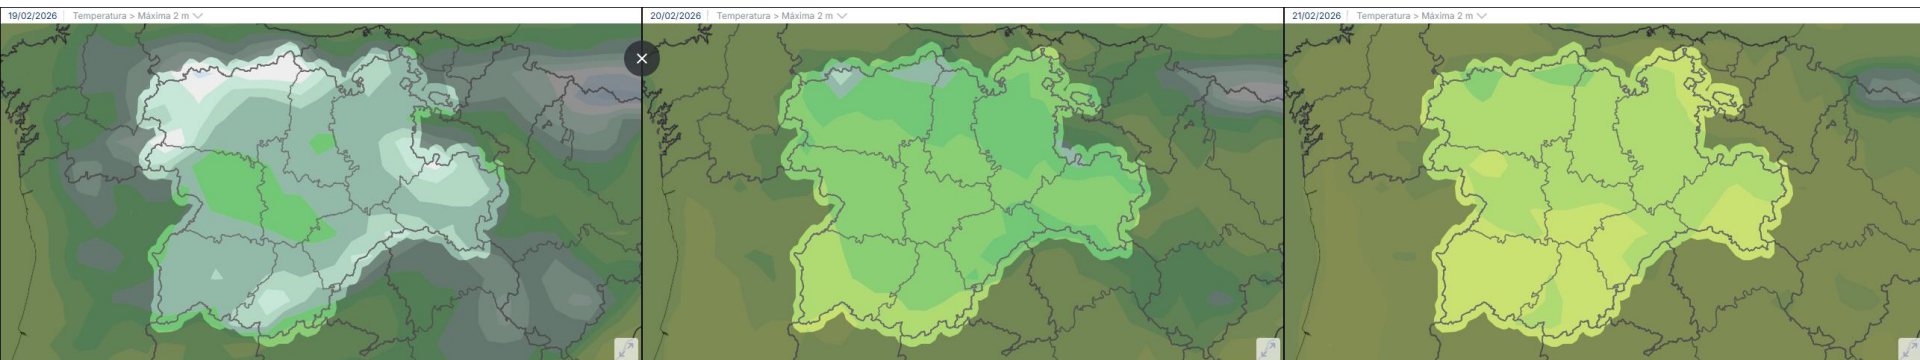 19/02/2026 Temperatura > Máxima 2 m
20/02/2026 Temperatura > Máxima 2 m
21/02/2026 Temperatura > Máxima 2 m